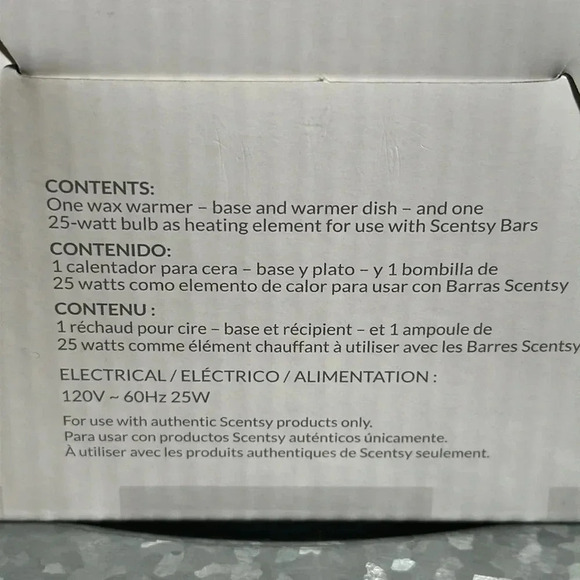 CONTENTS:
One wax warmer – base and warmer dish – and one
25-watt bulb as heating element for use with Scentsy Bars
CONTENIDO:
1 calentador para cera – base y plato – y 1 bombilla de
25 watts como elemento de calor para usar con Barras Scentsy
CONTENU :
1 réchaud pour cire – base et récipient – et 1 ampoule de
25 watts comme élément chauffant à utiliser avec les Barres Scentsy
ELECTRICAL / ELÉCTRICO / ALIMENTATION :
120V ~ 60Hz 25W
For use with authentic Scentsy products only.
Para usar con productos Scentsy auténticos únicamente.
À utiliser avec les produits authentiques de Scentsy seulement.